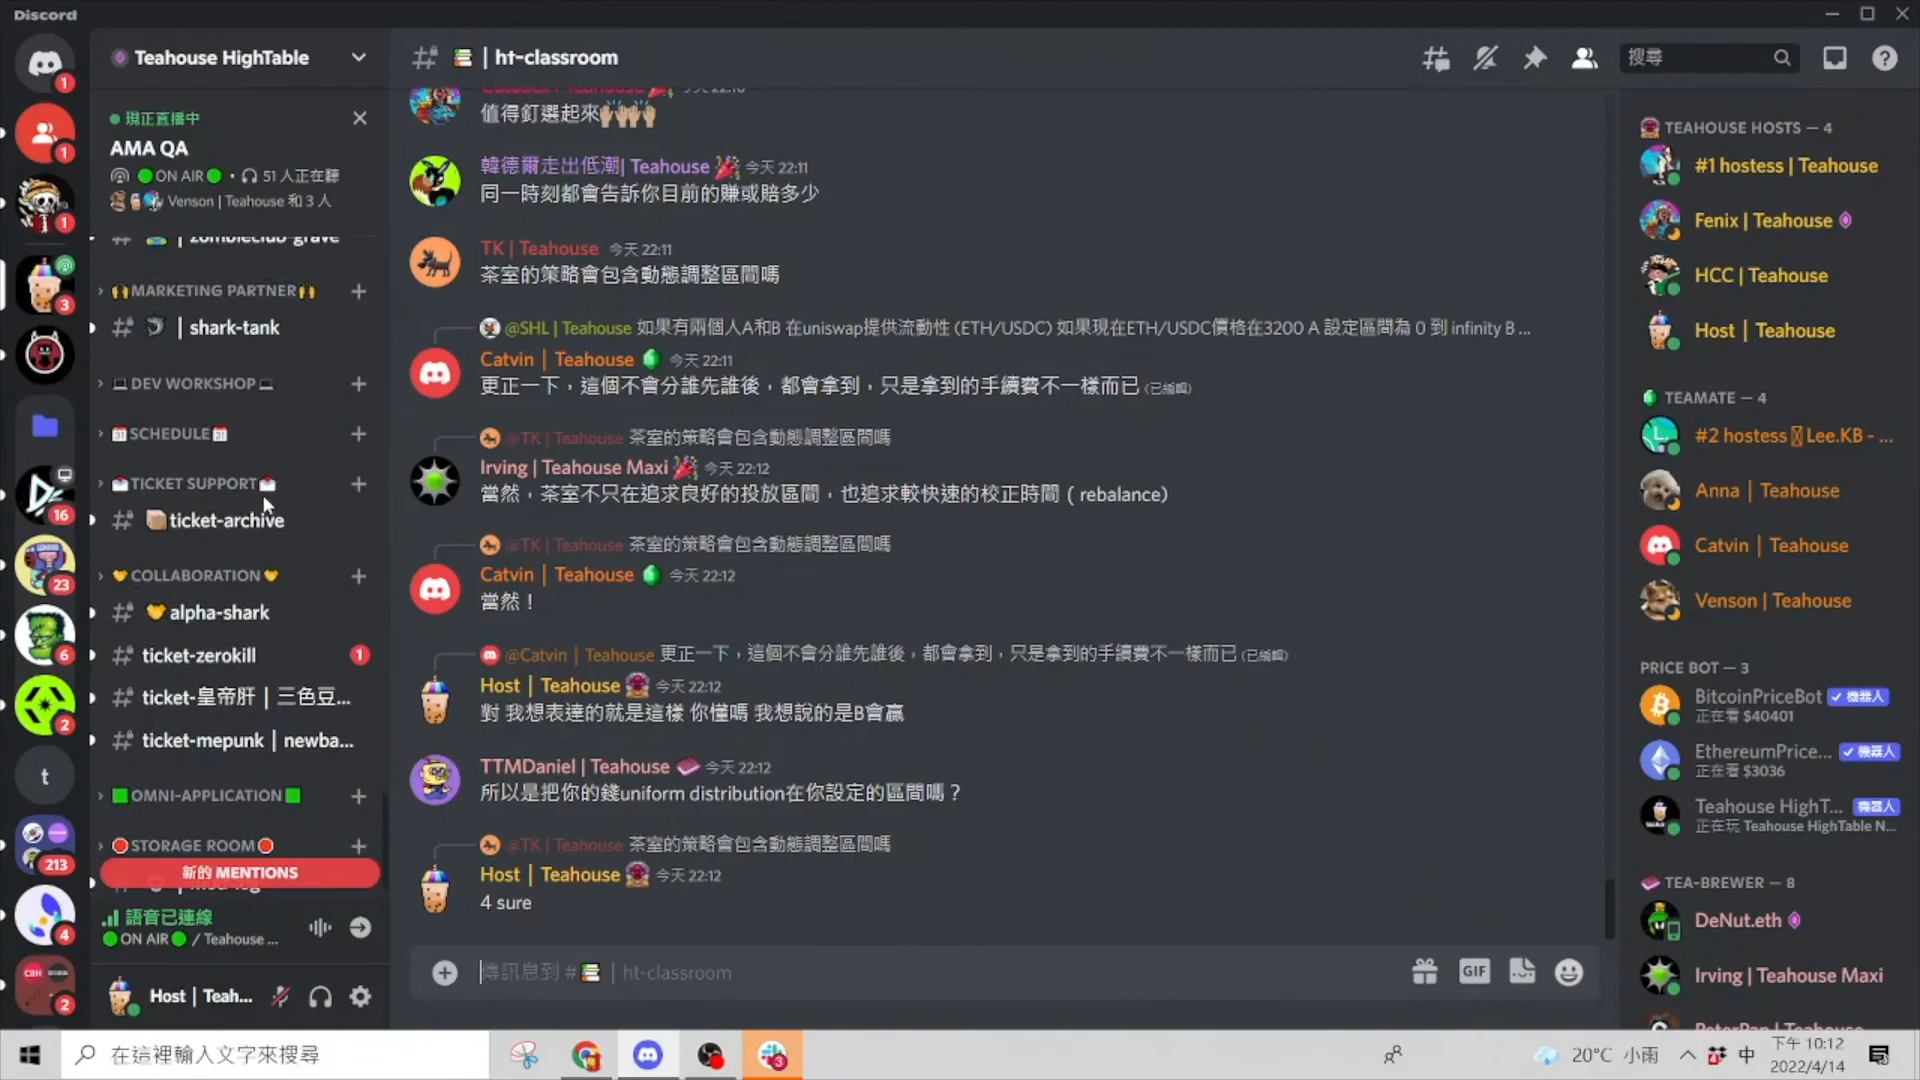 Discord
Teahouse HighTable
現正直播中
AMA QA
ON AIR • 51 人正在聽
Venson | Teahouse 和 3 人
| zombieclub-grave
MARKETING PARTNER
| shark-tank
DEV WORKSHOP
SCHEDULE
TICKET SUPPORT
ticket-archive
COLLABORATION
alpha-shark
ticket-zerokill
1
ticket-皇帝肝 | 三色豆...
ticket-mepunk | newba...
OMNI-APPLICATION
STORAGE ROOM
新的 MENTIONS
語音已連線
ON AIR / Teahouse ...
Host | Teah...
1
1
1
3
16
23
6
2
t
213
4
CBH
2
| ht-classroom
搜尋
值得釘選起來
韓德爾走出低潮| Teahouse 今天 22:11
同一時刻都會告訴你目前的賺或賠多少
TK | Teahouse 今天 22:11
茶室的策略會包含動態調整區間嗎
@SHL | Teahouse 如果有兩個人A和B 在uniswap提供流動性 (ETH/USDC) 如果現在ETH/USDC價格在3200 A 設定區間為 0 到 infinity B ...
Catvin | Teahouse 今天 22:11
更正一下，這個不會分誰先誰後，都會拿到，只是拿到的手續費不一樣而已 (已編輯)
@TK | Teahouse 茶室的策略會包含動態調整區間嗎
Irving | Teahouse Maxi 今天 22:12
當然，茶室不只在追求良好的投放區間，也追求較快速的校正時間 ( rebalance)
@TK | Teahouse 茶室的策略會包含動態調整區間嗎
Catvin | Teahouse 今天 22:12
當然！
@Catvin | Teahouse 更正一下，這個不會分誰先誰後，都會拿到，只是拿到的手續費不一樣而已 (已編輯)
Host | Teahouse 今天 22:12
對 我想表達的就是這樣 你懂嗎 我想說的是B會贏
TTMDaniel | Teahouse 今天 22:12
所以是把你的錢uniform distribution在你設定的區間嗎？
@TK | Teahouse 茶室的策略會包含動態調整區間嗎
Host | Teahouse 今天 22:12
4 sure
傳訊息到 # | ht-classroom
GIF
TEAHOUSE HOSTS — 4
#1 hostess | Teahouse
Fenix | Teahouse
HCC | Teahouse
Host | Teahouse
TEAMATE — 4
#2 hostess Lee.KB - ...
Anna | Teahouse
Catvin | Teahouse
Venson | Teahouse
PRICE BOT — 3
BitcoinPriceBot 機器人
正在看 $40401
EthereumPrice... 機器人
正在看 $3036
Teahouse HighT... 機器人
正在玩 Teahouse HighTable N...
TEA-BREWER — 8
DeNut.eth
Irving | Teahouse Maxi
PeterPan | Teahouse
在這裡輸入文字來搜尋
3
20°C 小雨
中
下午 10:12
2022/4/14